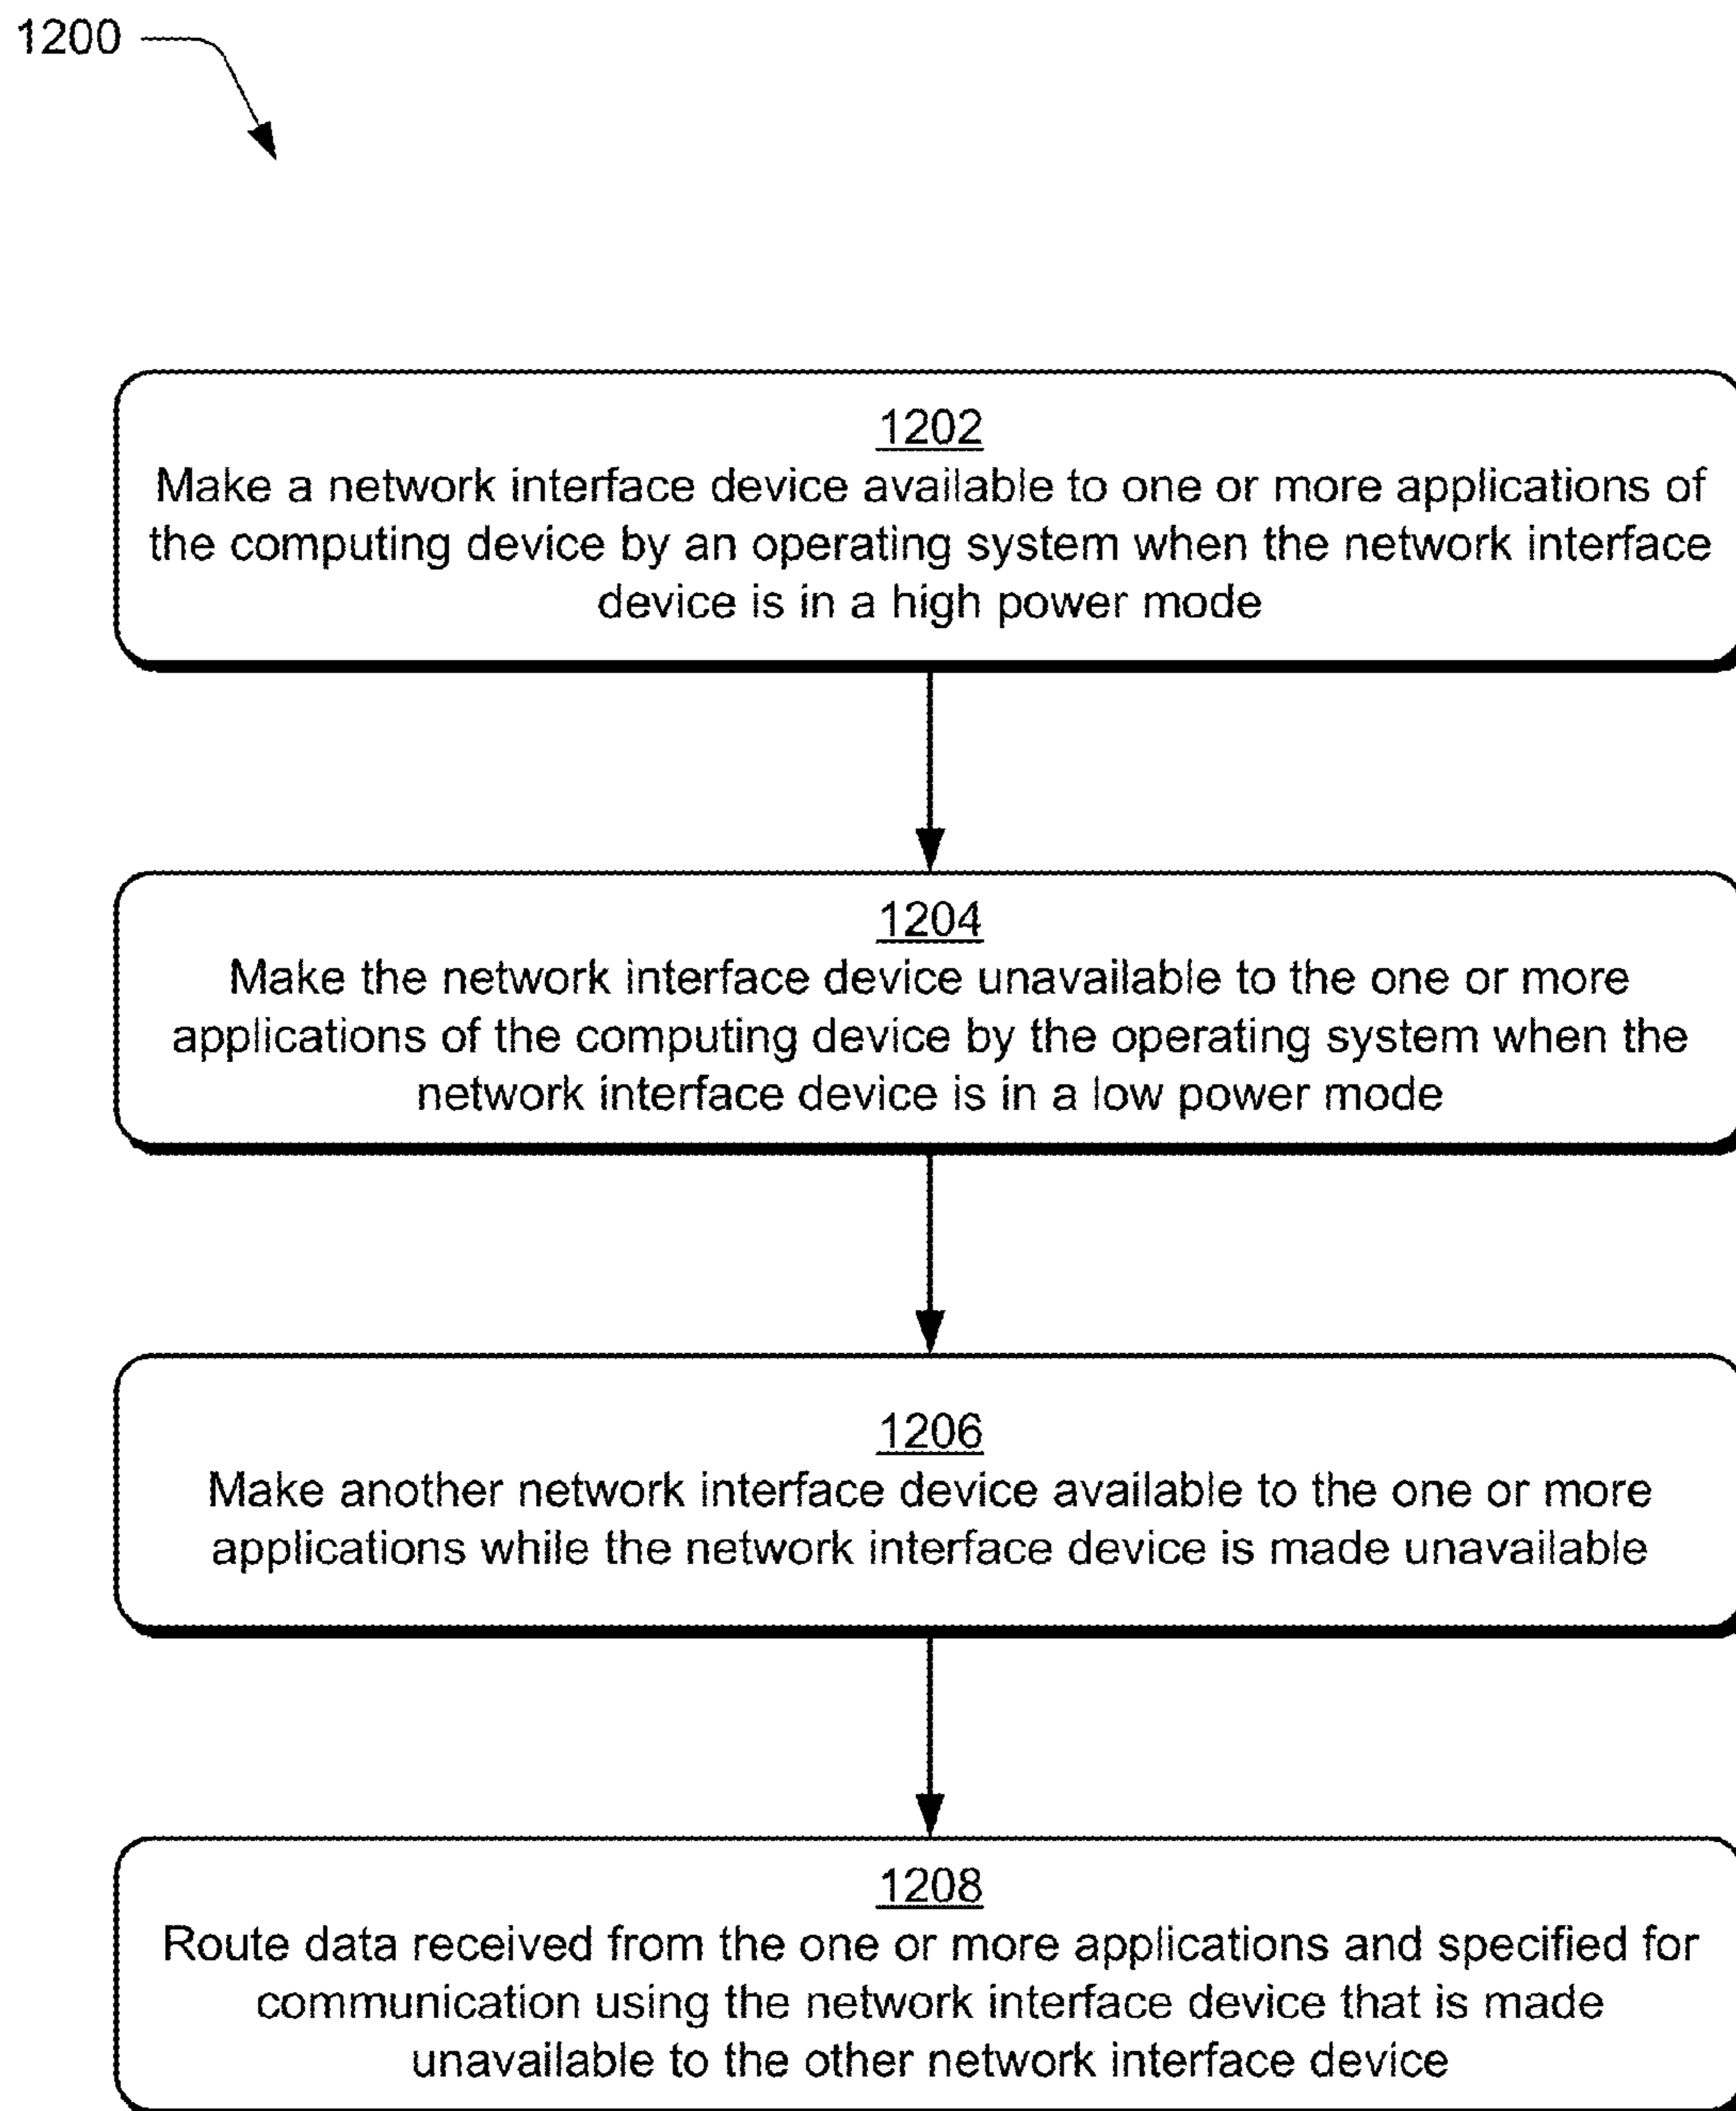 1200
1202
Make a network interface device available to one or more applications of
the computing device by an operating system when the network interface
device is in a high power mode
1204
Make the network interface device unavailable to the one or more
applications of the computing device by the operating system when the
network interface device is in a low power mode
1206
Make another network interface device available to the one or more
applications while the network interface device is made unavailable
1208
Route data received from the one or more applications and specified for
communication using the network interface device that is made
unavailable to the other network interface device